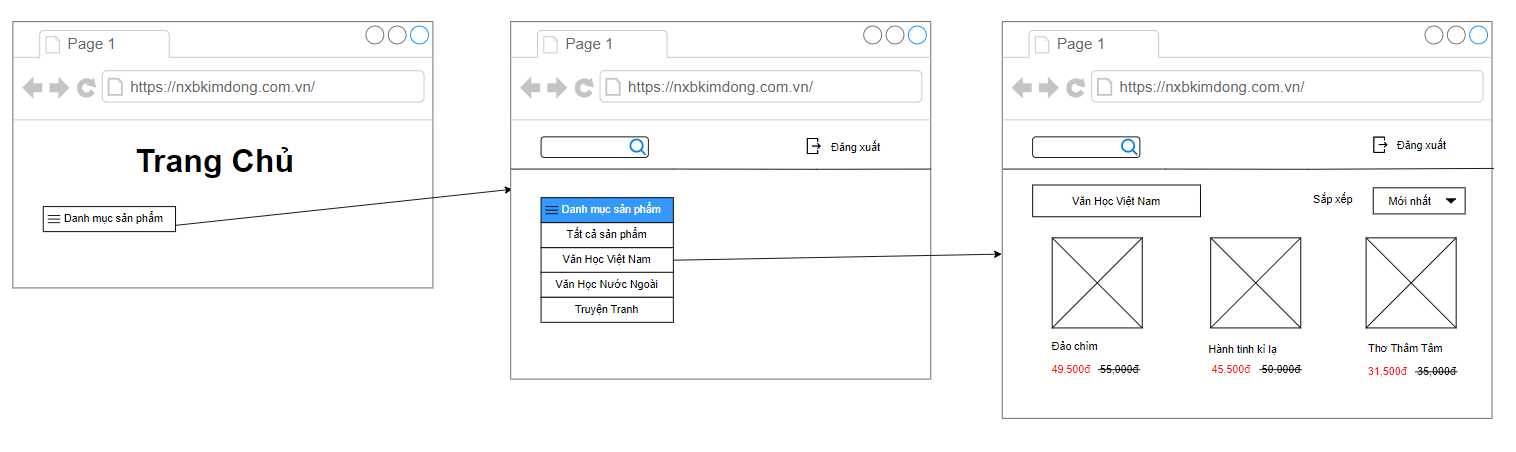 Page 1
https://nxbkimdong.com.vn/
Trang Chủ
Danh mục sản phẩm
Page 1
https://nxbkimdong.com.vn/
Đăng xuất
Danh mục sản phẩm
Tất cả sản phẩm
Văn Học Việt Nam
Văn Học Nước Ngoài
Truyện Tranh
Page 1
https://nxbkimdong.com.vn/
Đăng xuất
Văn Học Việt Nam
Sắp xếp
Mới nhất
Đảo chìm
49,500đ 55,000đ
Hành tinh kỉ lạ
45,500đ 50,000đ
Thơ Thâm Tâm
31,500đ 35,000đ